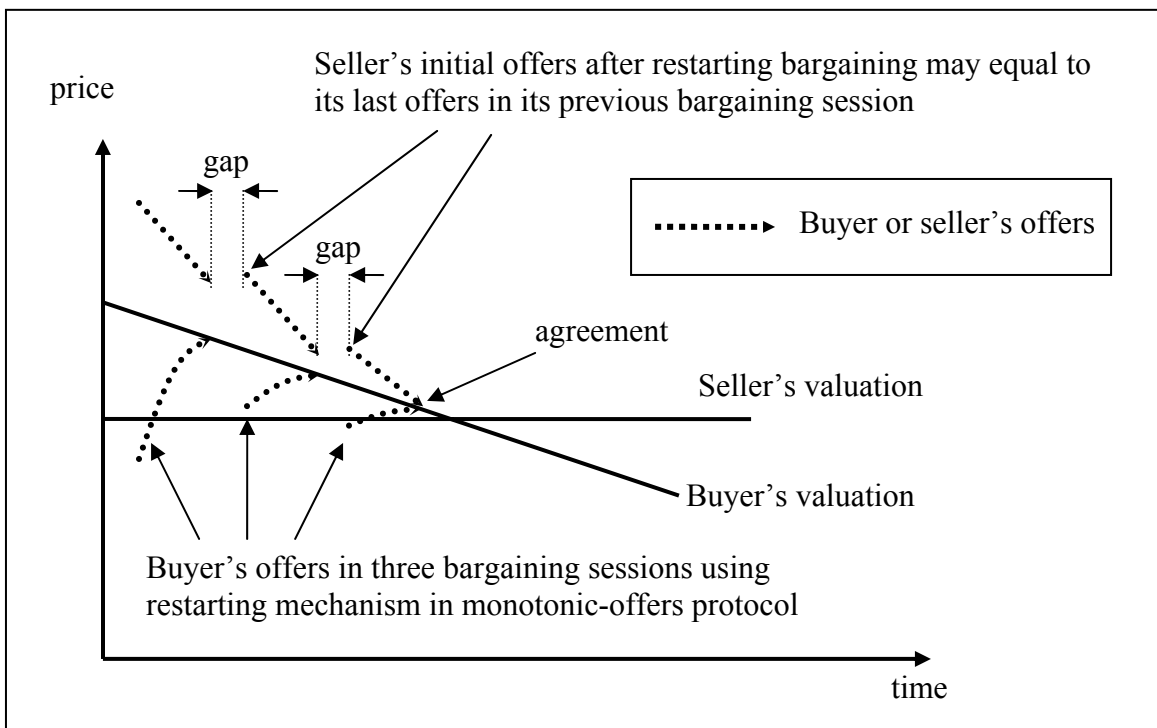 Seller’s initial offers after restarting bargaining may equal to
its last offers in its previous bargaining session
price
gap
gap
Buyer or seller’s offers
agreement
Seller’s valuation
Buyer’s valuation
Buyer’s offers in three bargaining sessions using
restarting mechanism in monotonic-offers protocol
time